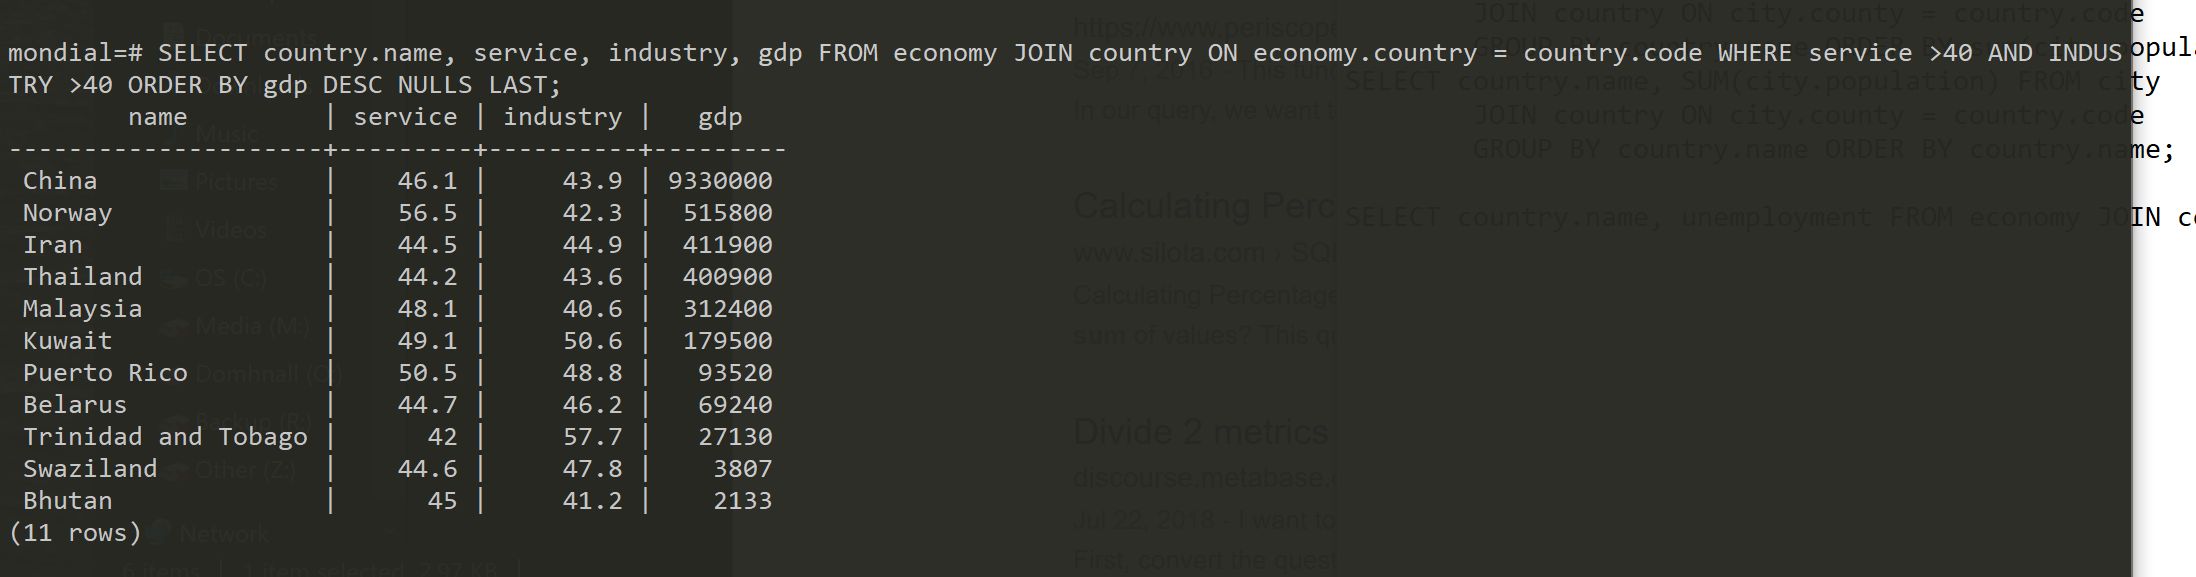 mondial=# SELECT country.name, service, industry, gdp FROM economy JOIN country ON economy.country = country.code WHERE service >40 AND INDUS
TRY >40 ORDER BY gdp DESC NULLS LAST;
name | service | industry | gdp
---------------------+---------+----------+---------
China | 46.1 | 43.9 | 9330000
Norway | 56.5 | 42.3 | 515800
Iran | 44.5 | 44.9 | 411900
Thailand | 44.2 | 43.6 | 400900
Malaysia | 48.1 | 40.6 | 312400
Kuwait | 49.1 | 50.6 | 179500
Puerto Rico | 50.5 | 48.8 | 93520
Belarus | 44.7 | 46.2 | 69240
Trinidad and Tobago | 42 | 57.7 | 27130
Swaziland | 44.6 | 47.8 | 3807
Bhutan | 45 | 41.2 | 2133
(11 rows)
Documents
Music
Pictures
Videos
OS (C:)
Media (M:)
Domhnall
Backup (R:)
Other (Z:)
Network
6 items | 1 item selected 2.97 KB |
https://www.periscope
Sep 7, 2016 - This
In our query, we want
Calculating Perc
www.silota.com › SQ
Calculating Percentage
sum of values? This
Divide 2 metrics
discourse.metabase.
Jul 22, 2018 - I want to
First, convert the quest
JOIN country ON city.county = country.code
GROUP BY
popula
SELECT country.name, SUM(city.population) FROM city
JOIN country ON city.county = country.code
GROUP BY country.name ORDER BY country.name;
SELECT country.name, unemployment FROM economy JOIN co